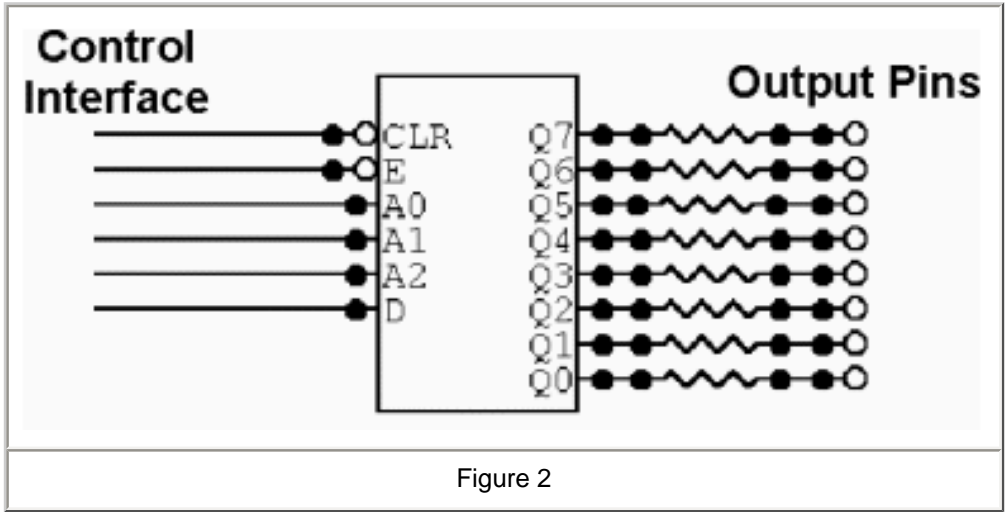 Control
Interface
Output Pins
CLR
E
A0
A1
A2
D
Q7
Q6
Q5
Q4
Q3
Q2
Q1
Q0
Figure 2